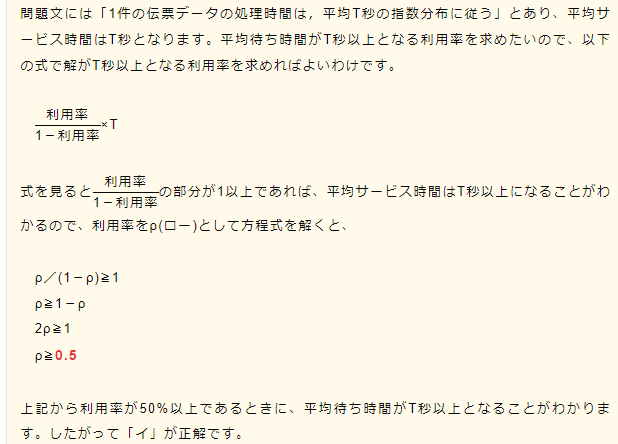 問題文には「1件の伝票データの処理時間は，平均T秒の指数分布に従う」とあり、平均サ
ービス時間はT秒となります。平均待ち時間がT秒以上となる利用率を求めたいので、以下
の式で解がT秒以上となる利用率を求めればよいわけです。
利用率
×T
1－利用率
利用率
式を見ると の部分が1以上であれば、平均サービス時間はT秒以上になることがわ
1－利用率
かるので、利用率をρ(ロー)として方程式を解くと、
ρ／(1－ρ)≧1
ρ≧1－ρ
2ρ≧1
ρ≧0.5
上記から利用率が50%以上であるときに、平均待ち時間がT秒以上となることがわかりま
す。したがって「イ」が正解です。